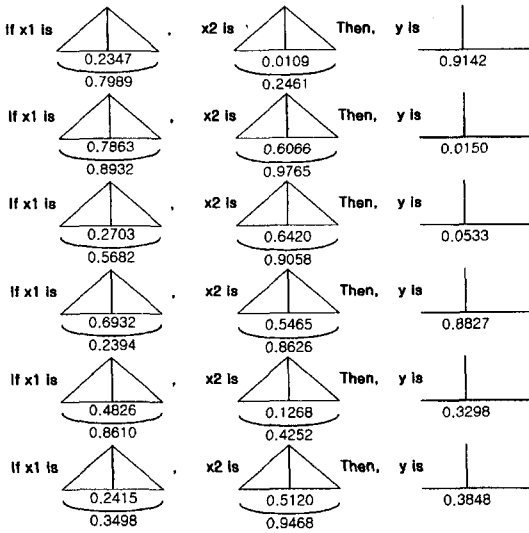 If x1 is , x2 is Then, y is
0.2347 0.0109 0.9142
0.7989 0.2461
If x1 is , x2 is Then, y is
0.7863 0.6066 0.0150
0.8932 0.9765
If x1 is , x2 is Then, y is
0.2703 0.6420 0.0533
0.5682 0.9058
If x1 is , x2 is Then, y is
0.6932 0.5465 0.8827
0.2394 0.8626
If x1 is , x2 is Then, y is
0.4826 0.1268 0.3298
0.8610 0.4252
If x1 is , x2 is Then, y is
0.2415 0.5120 0.3848
0.3498 0.9468